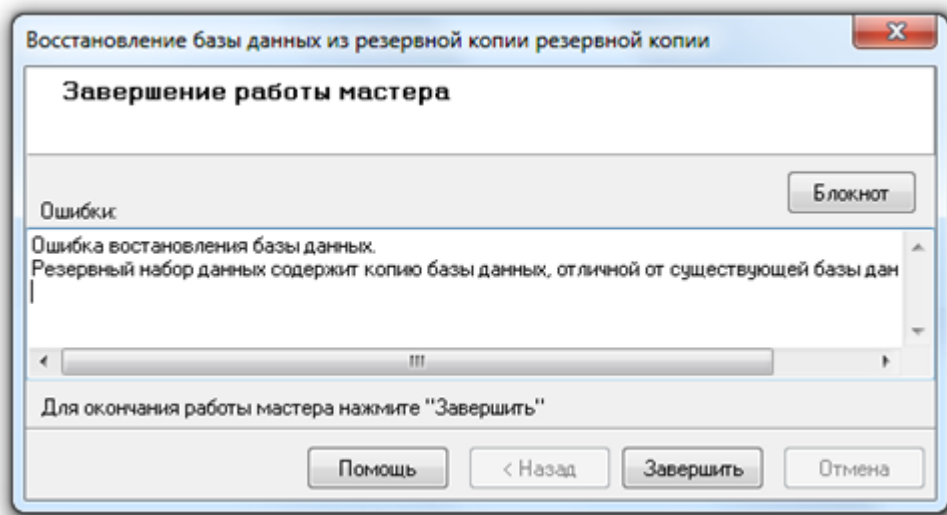 Восстановление базы данных из резервной копии резервной копии
Завершение работы мастера
Блокнот
Ошибки:
Ошибка востановления базы данных.
Резервный набор данных содержит копию базы данных, отличной от существующей базы дан
Для окончания работы мастера нажмите "Завершить"
Помощь
< Назад
Завершить
Отмена